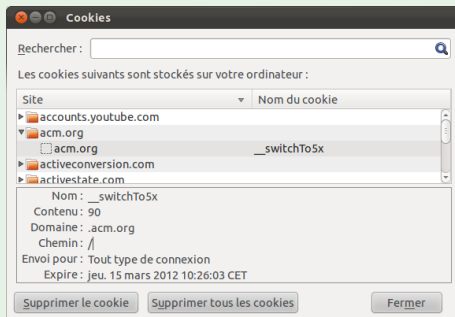 Cookies
Rechercher :
Les cookies suivants sont stockés sur votre ordinateur :
Site Nom du cookie
accounts.youtube.com
acm.org
acm.org __switchTo5x
activeconversion.com
activestate.com
Nom : __switchTo5x
Contenu : 90
Domaine : .acm.org
Chemin : /
Envoi pour : Tout type de connexion
Expire : jeu. 15 mars 2012 10:26:03 CET
Supprimer le cookie Supprimer tous les cookies Fermer